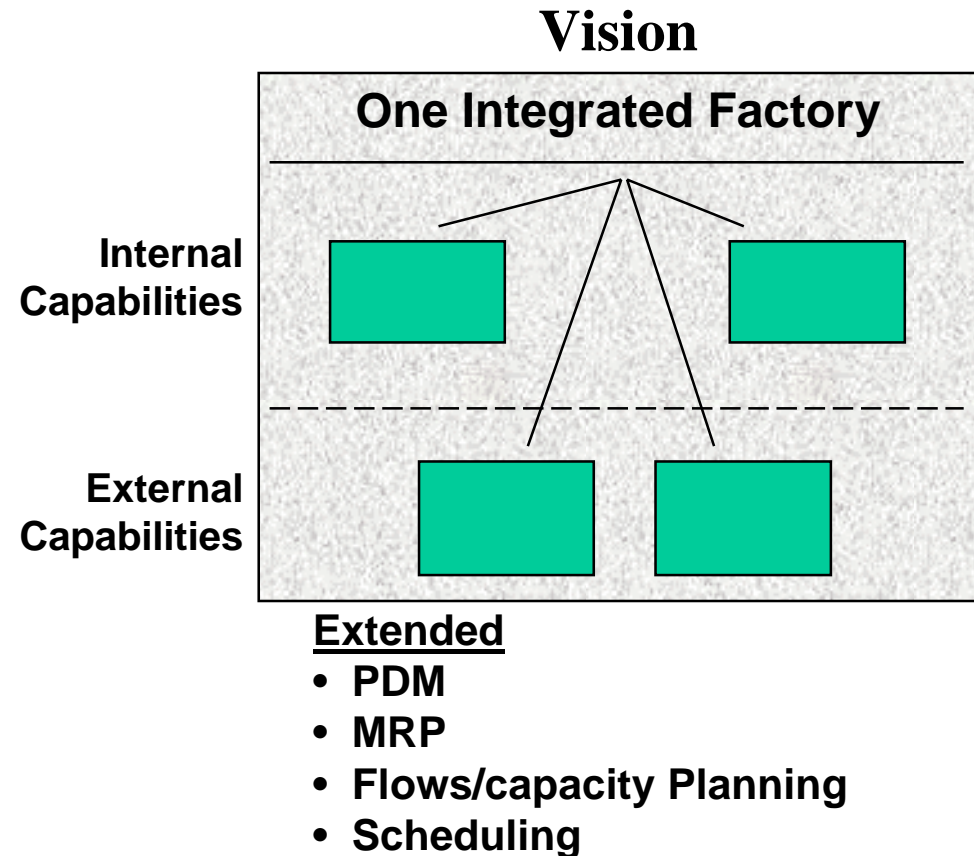 Vision
One Integrated Factory
Internal
Capabilities
External
Capabilities
Extended
• PDM
• MRP
• Flows/capacity Planning
• Scheduling